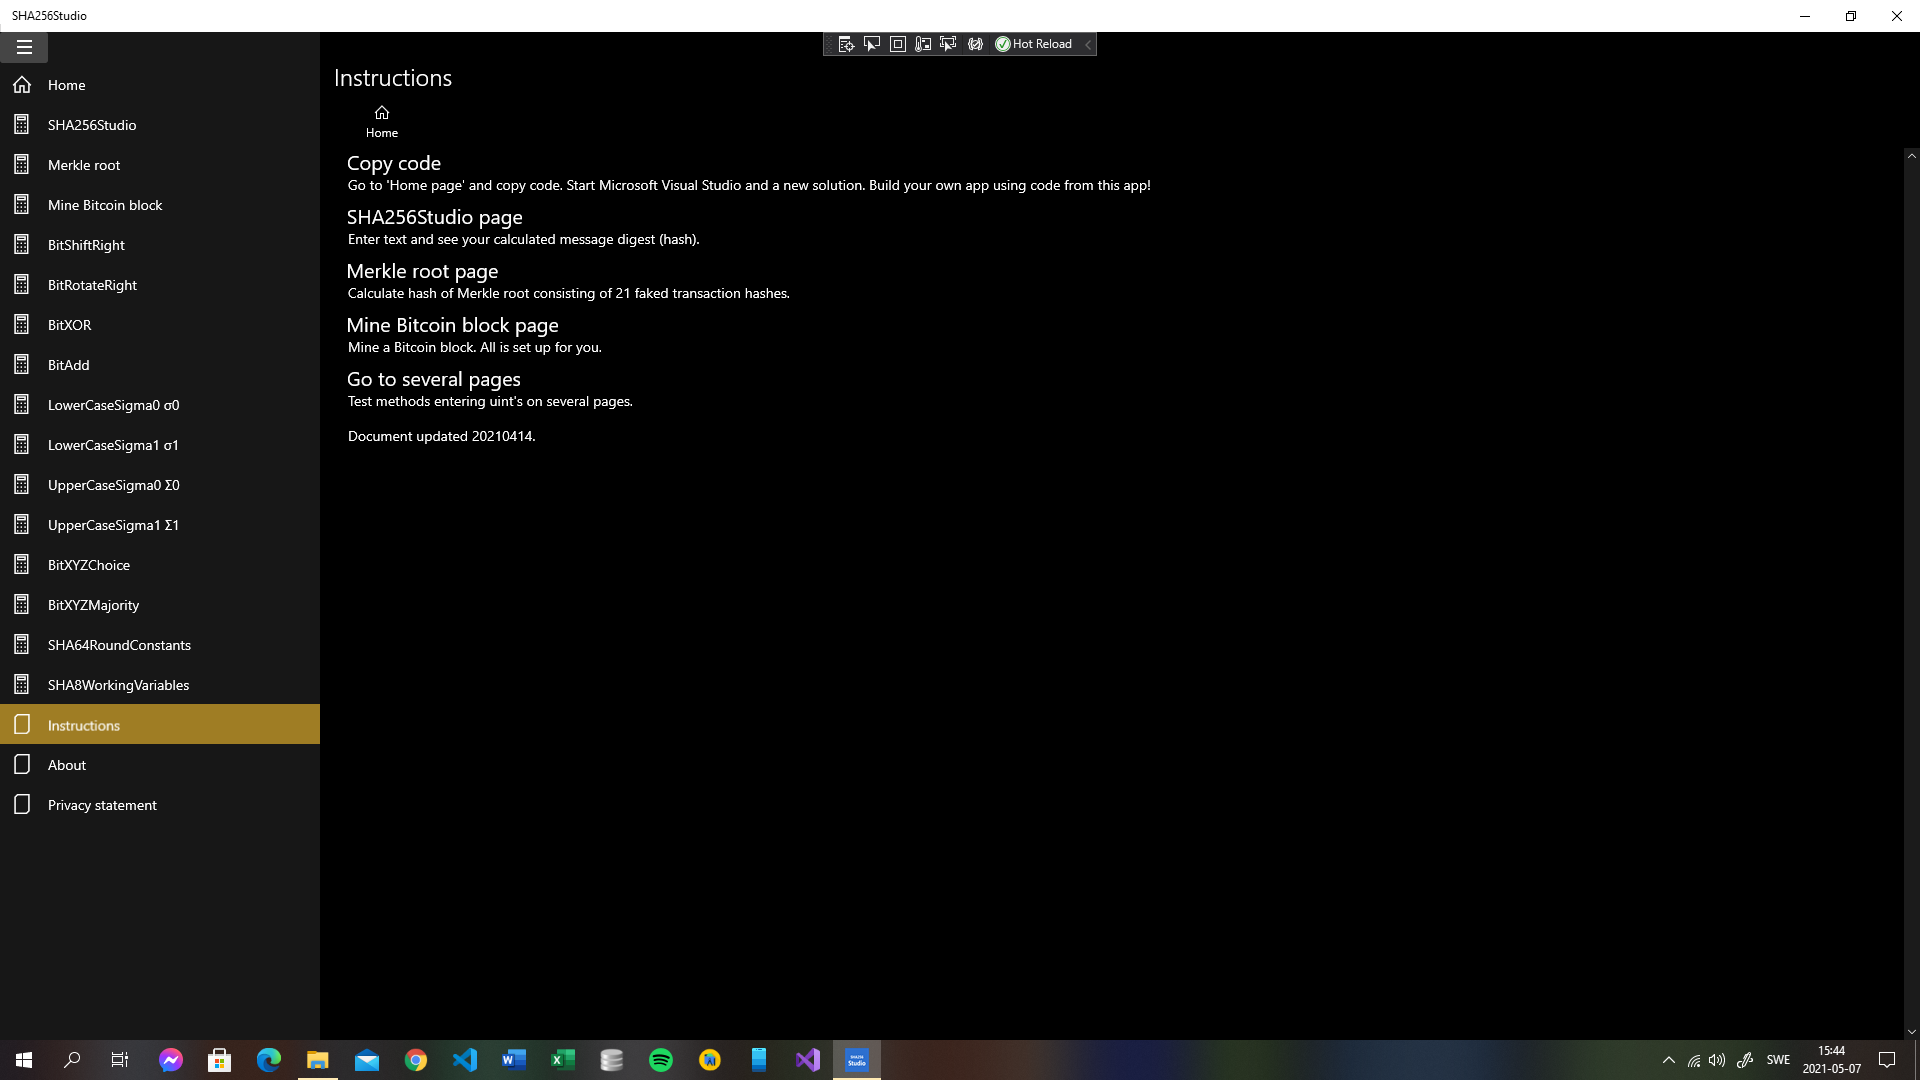 SHA256Studio
Hot Reload
Home
SHA256Studio
Merkle root
Mine Bitcoin block
BitShiftRight
BitRotateRight
BitXOR
BitAdd
LowerCaseSigma0 σ0
LowerCaseSigma1 σ1
UpperCaseSigma0 Σ0
UpperCaseSigma1 Σ1
BitXYZChoice
BitXYZMajority
SHA64RoundConstants
SHA8WorkingVariables
Instructions
About
Privacy statement
Instructions
Home
Copy code
Go to 'Home page' and copy code. Start Microsoft Visual Studio and a new solution. Build your own app using code from this app!
SHA256Studio page
Enter text and see your calculated message digest (hash).
Merkle root page
Calculate hash of Merkle root consisting of 21 faked transaction hashes.
Mine Bitcoin block page
Mine a Bitcoin block. All is set up for you.
Go to several pages
Test methods entering uint's on several pages.
Document updated 20210414.
SHA256
Studio
SWE
15:44
2021-05-07